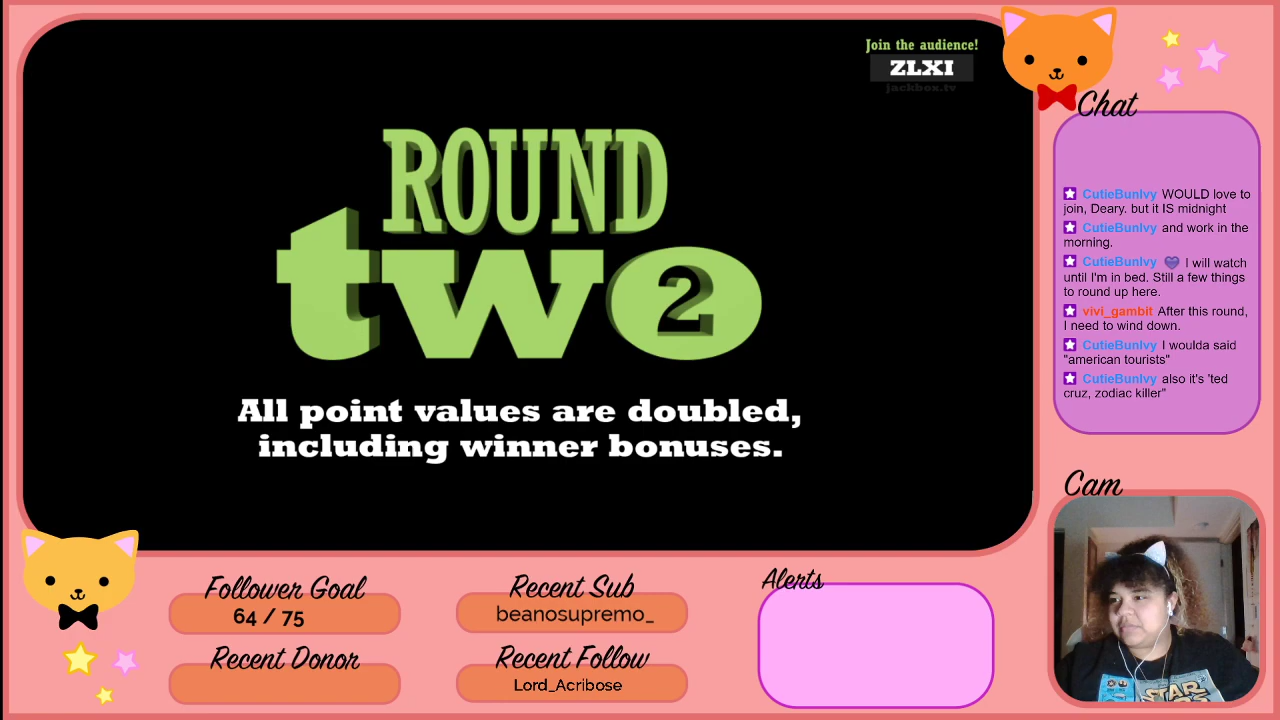 Join the audience!
ZLXI
jackbox.tv
ROUND
two
2
All point values are doubled,
including winner bonuses.
Chat
CutieBunIvy WOULD love to
join, Deary. but it IS midnight
CutieBunIvy and work in the
morning.
CutieBunIvy I will watch
until I'm in bed. Still a few things
to round up here.
vivi_gambit After this round,
I need to wind down.
CutieBunIvy I woulda said
"american tourists"
CutieBunIvy also it's 'ted
cruz, zodiac killer"
Cam
STAR
Follower Goal
64 / 75
Recent Sub
beanosupremo_
Alerts
Recent Donor
Recent Follow
Lord_Acribose